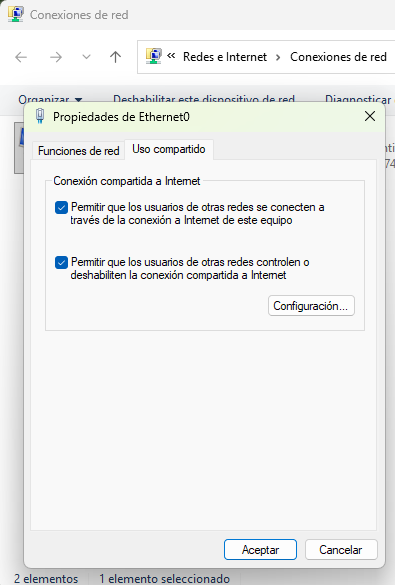 Conexiones de red
« Redes e Internet > Conexiones de red
Organizar Deshabilitar este dispositivo de red Diagnosticar
Propiedades de Ethernet0
Funciones de red Uso compartido
Conexión compartida a Internet
Permitir que los usuarios de otras redes se conecten a
través de la conexión a Internet de este equipo
Permitir que los usuarios de otras redes controlen o
deshabiliten la conexión compartida a Internet
Configuración...
Aceptar Cancelar
2 elementos 1 elemento seleccionado